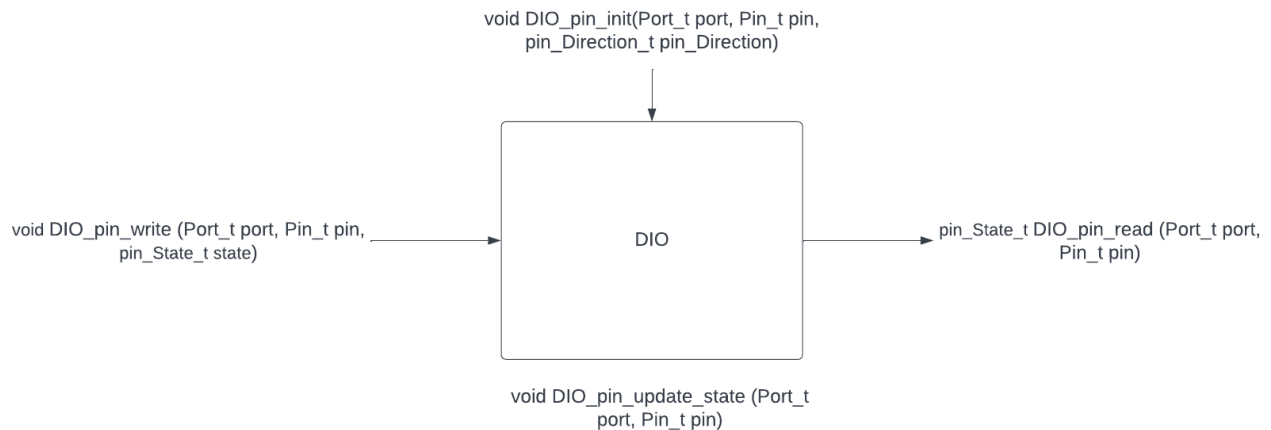 void DIO_pin_init(Port_t port, Pin_t pin,
pin_Direction_t pin_Direction)
void DIO_pin_write (Port_t port, Pin_t pin,
pin_State_t state)
DIO
pin_State_t DIO_pin_read (Port_t port,
Pin_t pin)
void DIO_pin_update_state (Port_t
port, Pin_t pin)